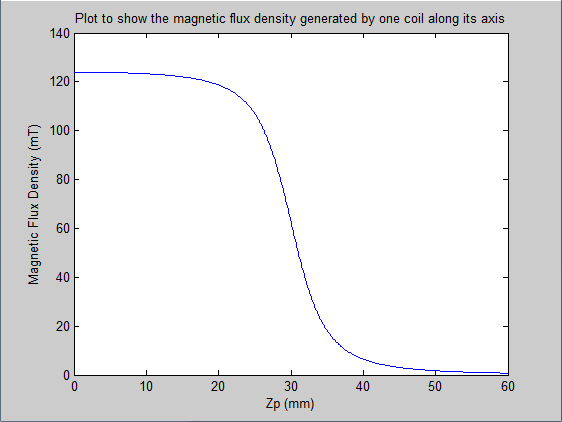 Plot to show the magnetic flux density generated by one coil along its axis
140
120
100
80
60
40
20
0
Magnetic Flux Density (mT)
0 10 20 30 40 50 60
Zp (mm)